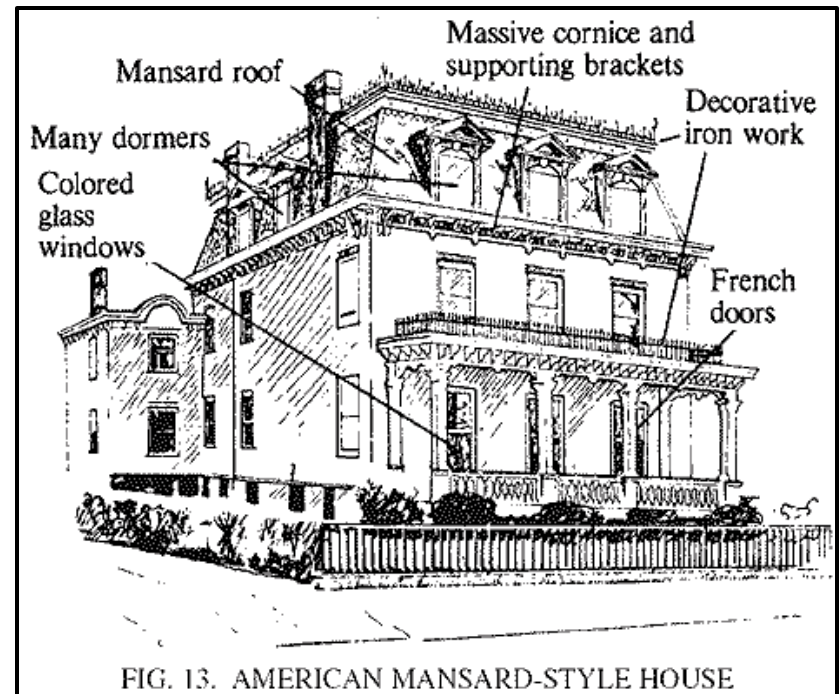 Massive cornice and
supporting brackets
Mansard roof
Decorative
iron work
Many dormers
Colored
glass
windows
French
doors
FIG. 13. AMERICAN MANSARD-STYLE HOUSE